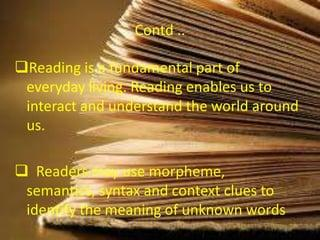 Contd ..
❑Reading is a fundamental part of
everyday living. Reading enables us to
interact and understand the world around
us.
❑ Readers may use morpheme,
semantics, syntax and context clues to
identify the meaning of unknown words